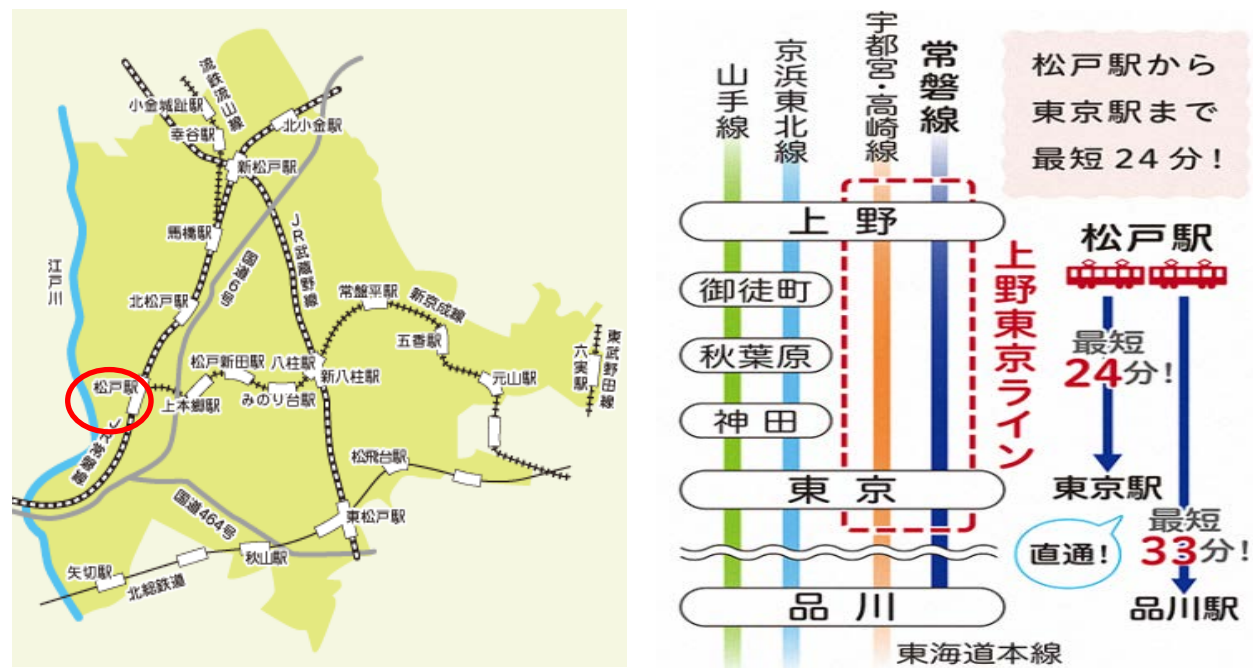 流鉄流山線
小金城趾駅
幸谷駅
北小金駅
新松戸駅
馬橋駅
JR武蔵野線
国道6号
江戸川
北松戸駅
常盤平駅
新京成線
五香駅
松戸新田駅
八柱駅
新八柱駅
松戸駅
上本郷駅
みのり台駅
元山駅
六実駅
東武野田線
JR常磐線
松飛台駅
国道464号
東松戸駅
秋山駅
矢切駅
北総鉄道
山手線
京浜東北線
宇都宮・高崎線
常磐線
上野
御徒町
秋葉原
神田
東京
品川
東海道本線
上野東京ライン
松戸駅から
東京駅まで
最短24分!
松戸駅
最短
24分!
東京駅
直通!
最短
33分!
品川駅